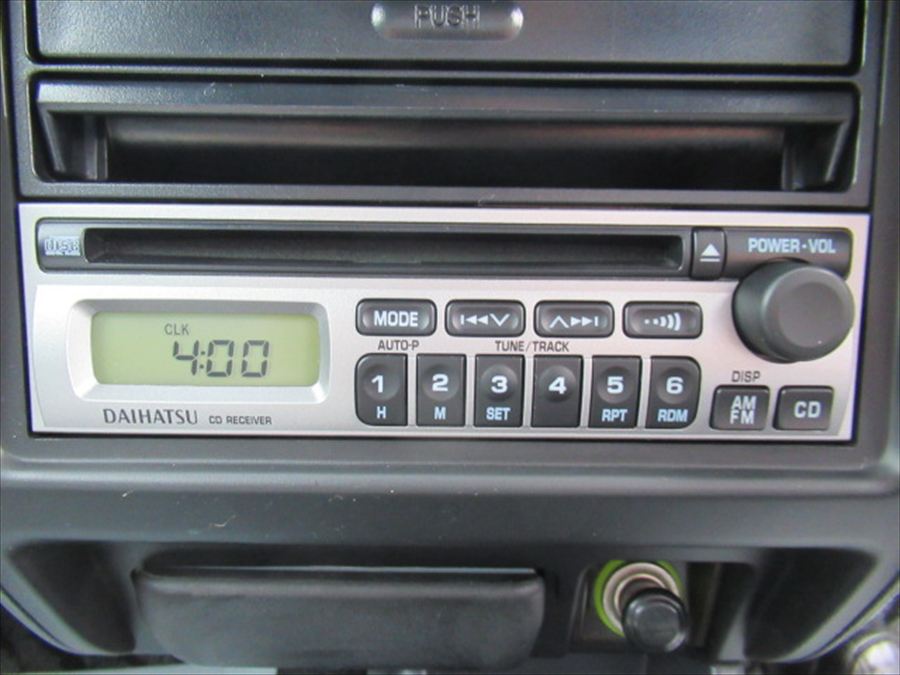 PUSH
POWER•VOL
CLK
4:00
MODE
AUTO-P
TUNE/TRACK
1
2
3
4
5
6
H
M
SET
RPT
RDM
DISP
AM
FM
CD
DAIHATSU CD RECEIVER